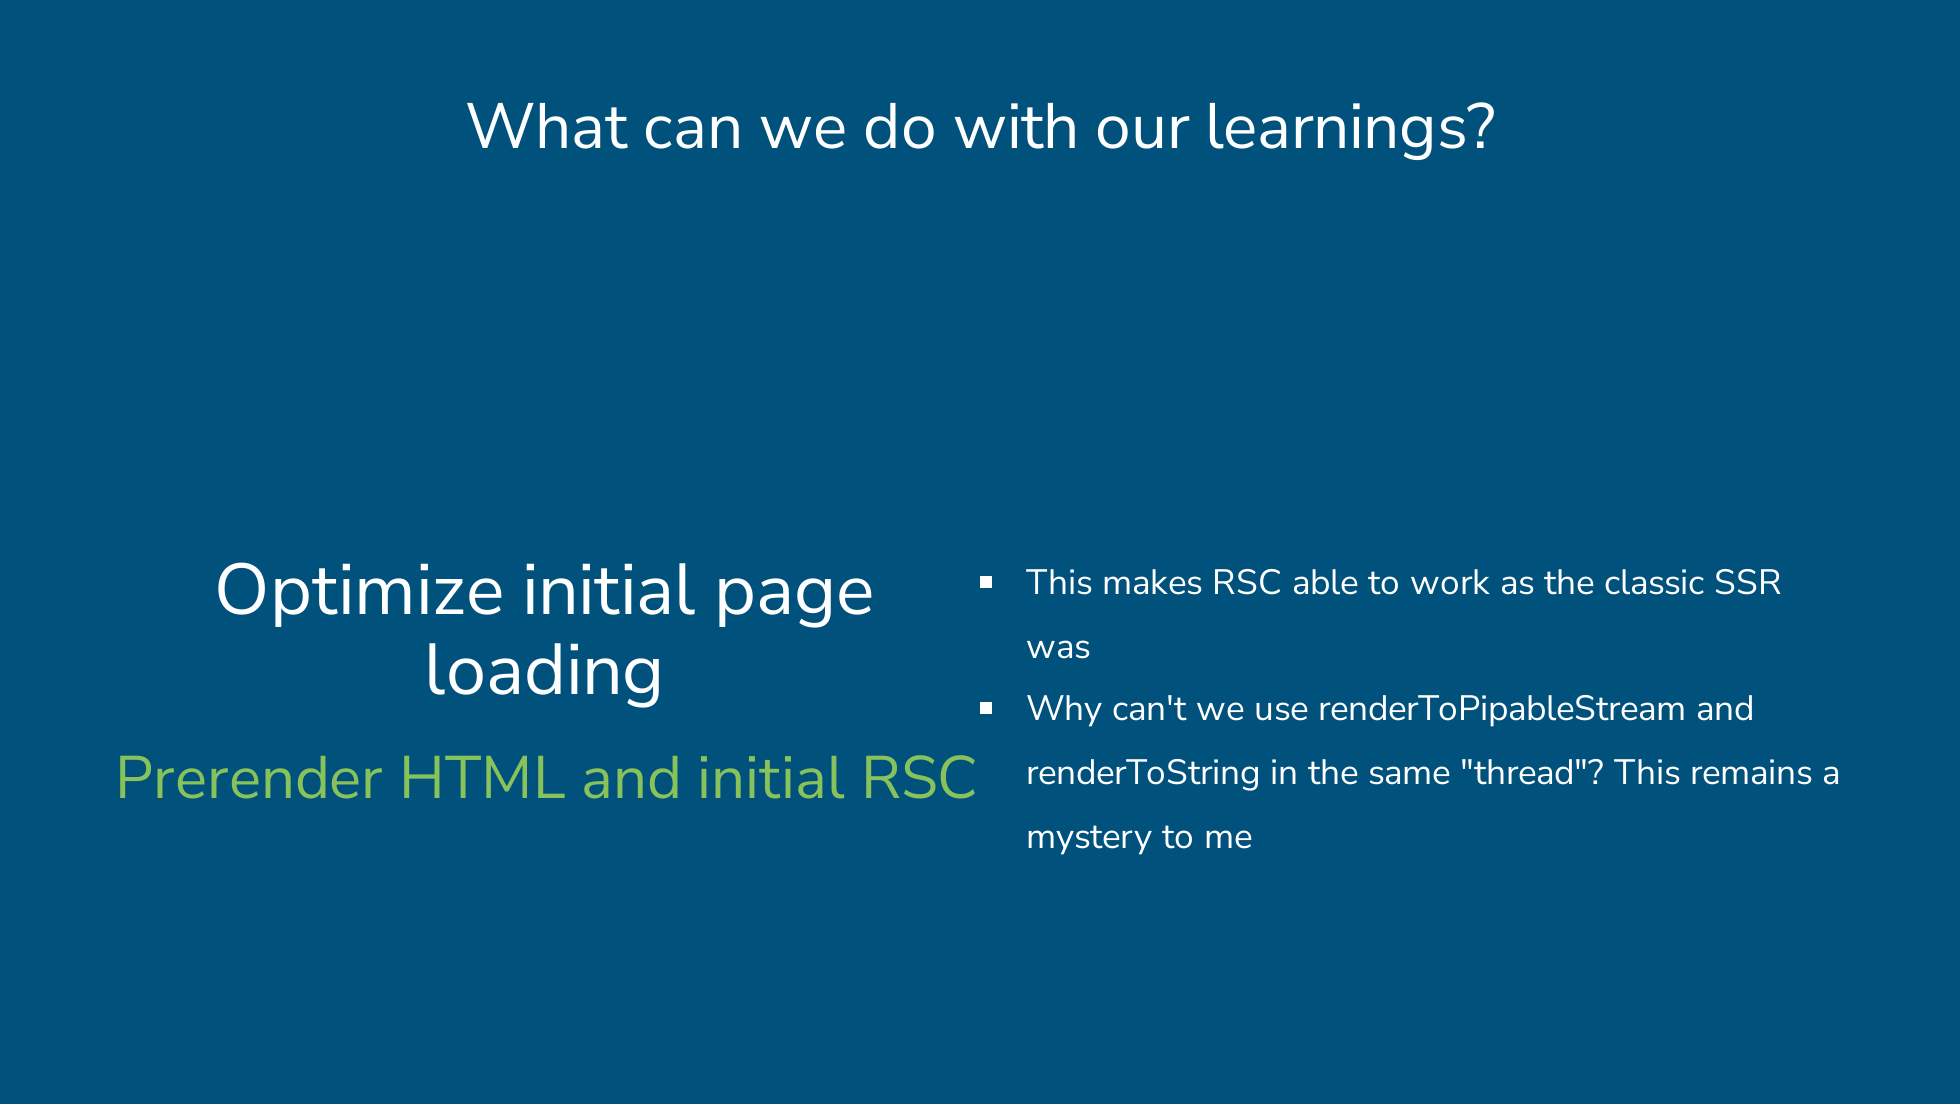 What can we do with our learnings?
Optimize initial page
loading
Prerender HTML and initial RSC
▪ This makes RSC able to work as the classic SSR
was
▪ Why can't we use renderToPipableStream and
renderToString in the same "thread"? This remains a
mystery to me